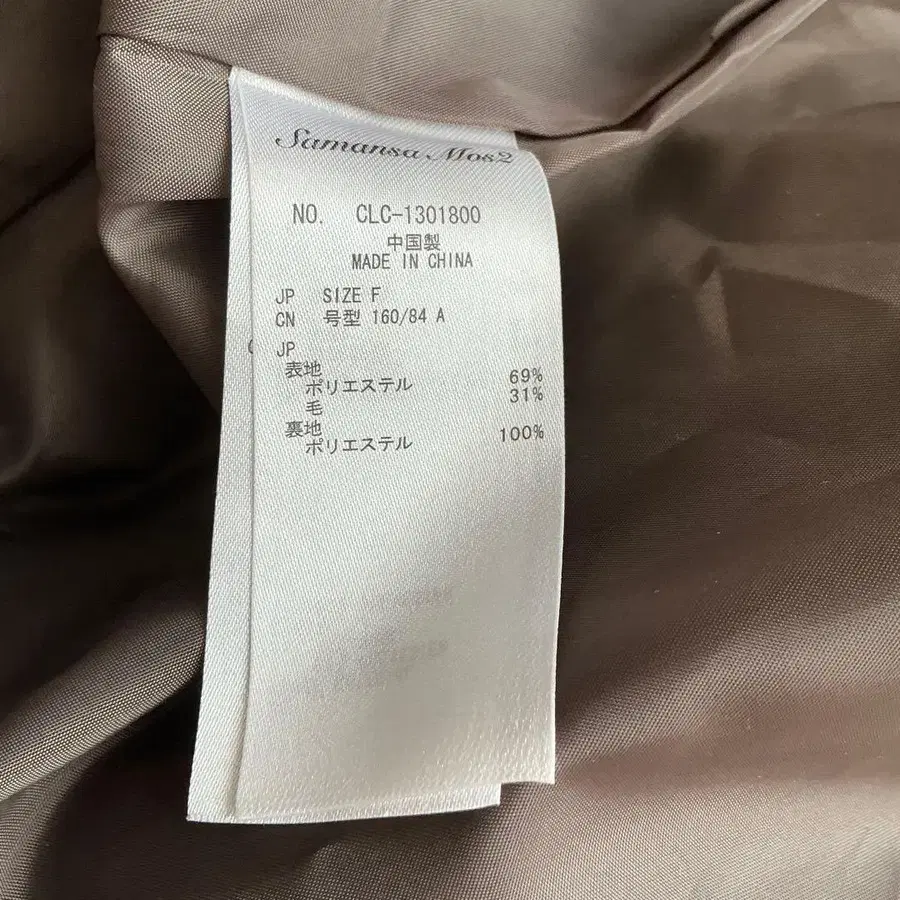 Samansa Mos2
NO. CLC-1301800
中国製
MADE IN CHINA
JP SIZE F
CN 号型 160/84 A
JP
表地
ポリエステル 69%
毛 31%
裏地
ポリエステル 100%